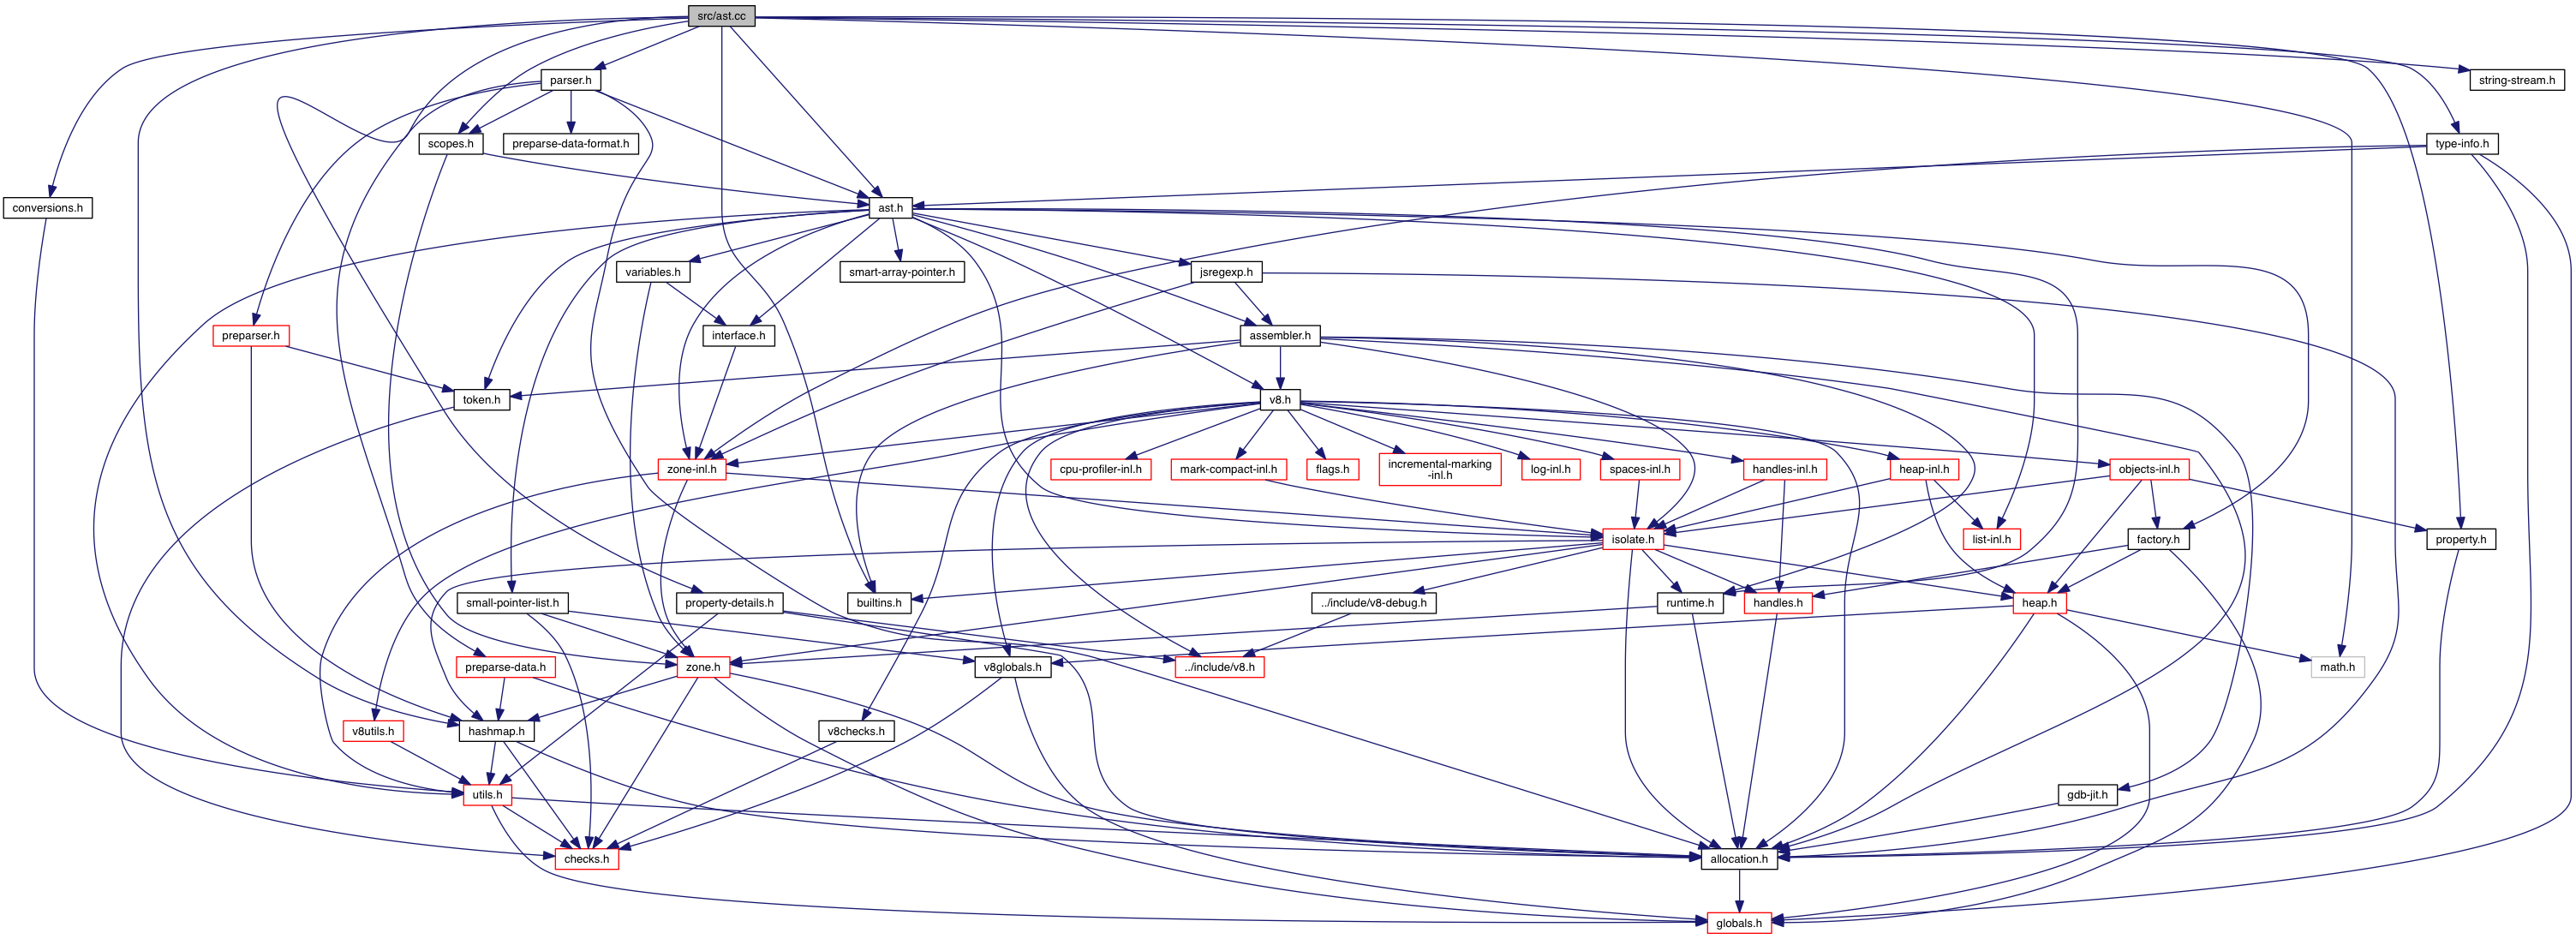 src/ast.cc
parser.h
string-stream.h
scopes.h
preparse-data-format.h
type-info.h
conversions.h
ast.h
variables.h
smart-array-pointer.h
jsregexp.h
preparser.h
interface.h
assembler.h
token.h
v8.h
zone-inl.h
cpu-profiler-inl.h
mark-compact-inl.h
flags.h
incremental-marking
-inl.h
log-inl.h
spaces-inl.h
handles-inl.h
heap-inl.h
objects-inl.h
isolate.h
list-inl.h
factory.h
property.h
small-pointer-list.h
property-details.h
builtins.h
../include/v8-debug.h
runtime.h
handles.h
heap.h
preparse-data.h
zone.h
v8globals.h
../include/v8.h
math.h
v8utils.h
hashmap.h
v8checks.h
utils.h
gdb-jit.h
checks.h
allocation.h
globals.h